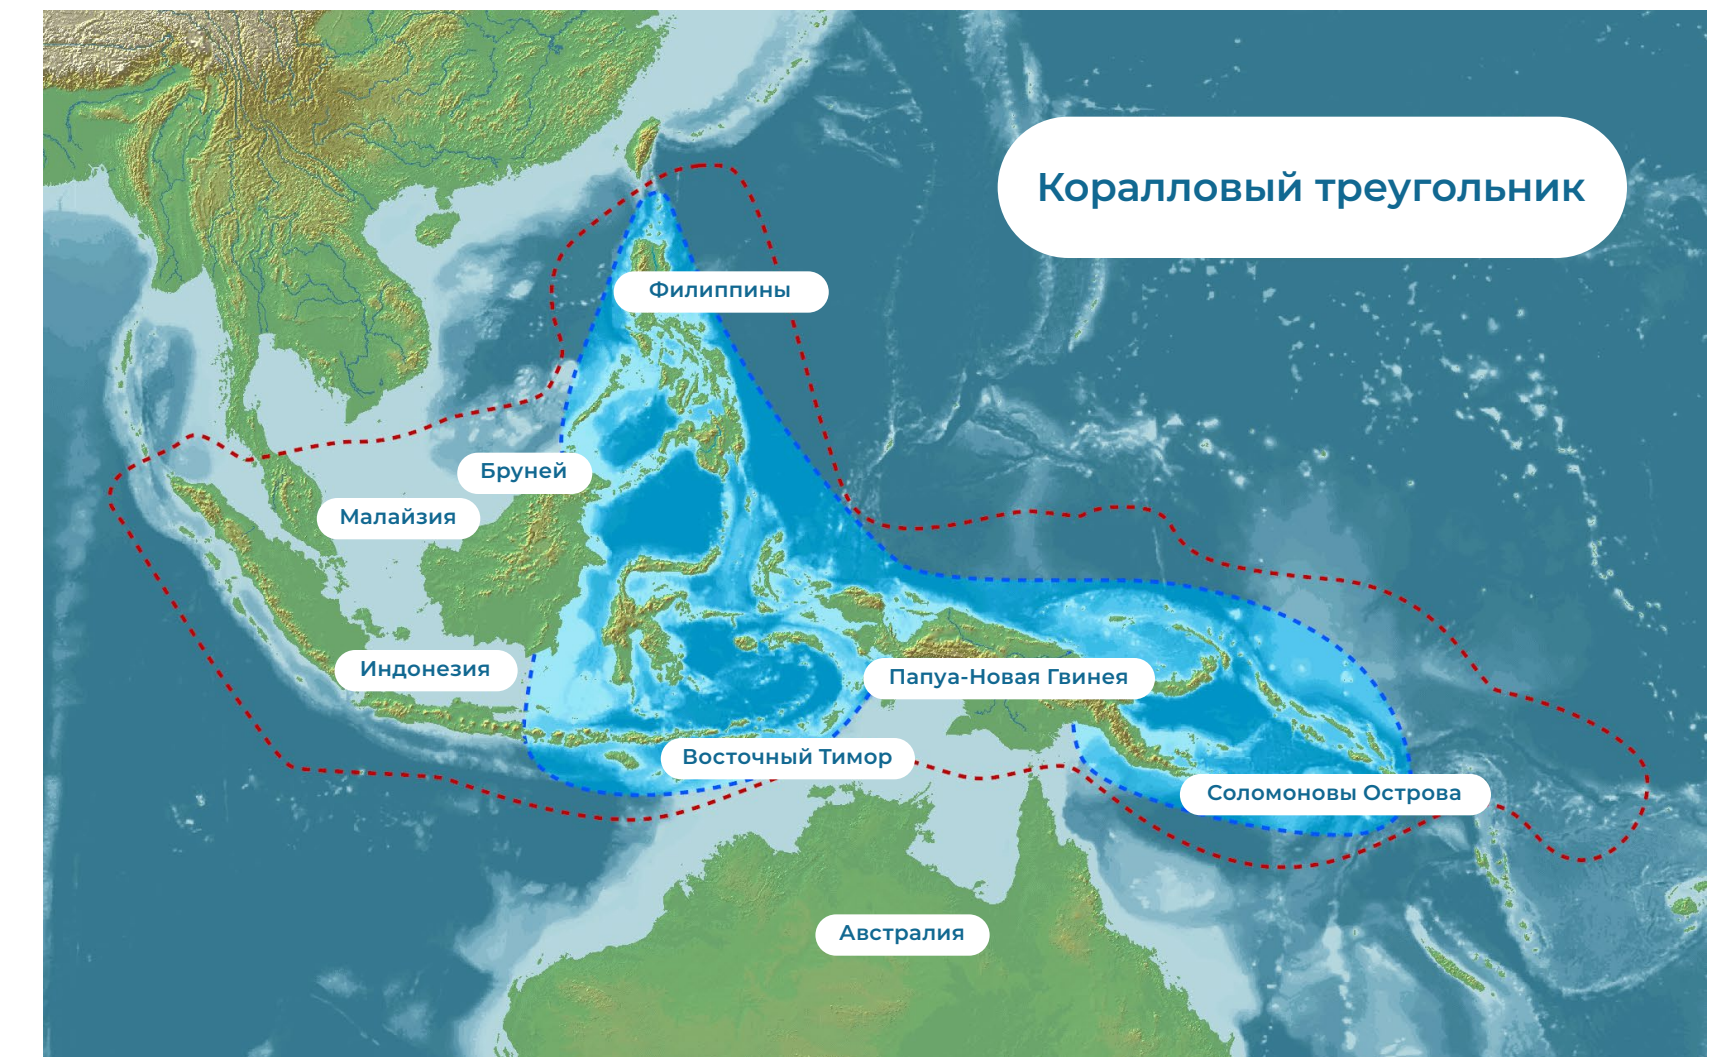 Коралловый треугольник
Филиппины
Бруней
Малайзия
Индонезия
Папуа-Новая Гвинея
Восточный Тимор
Соломоновы Острова
Австралия